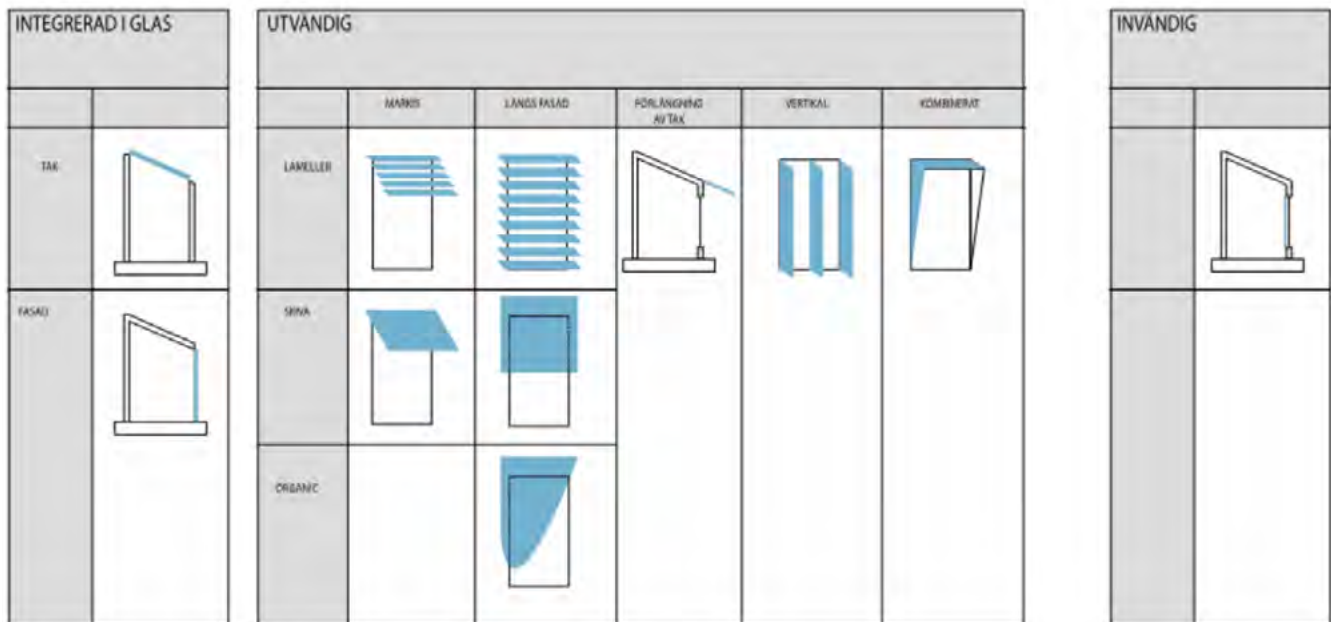 INTEGRERAD I GLAS
UTVÄNDIG
INVÄNDIG
MARKIS
LÄNGS FASAD
FÖRLÄNGNING
AV TAK
VERTIKAL
KOMBINERAT
TAK
LAMELLER
FASAD
SKIVA
ORGANIC